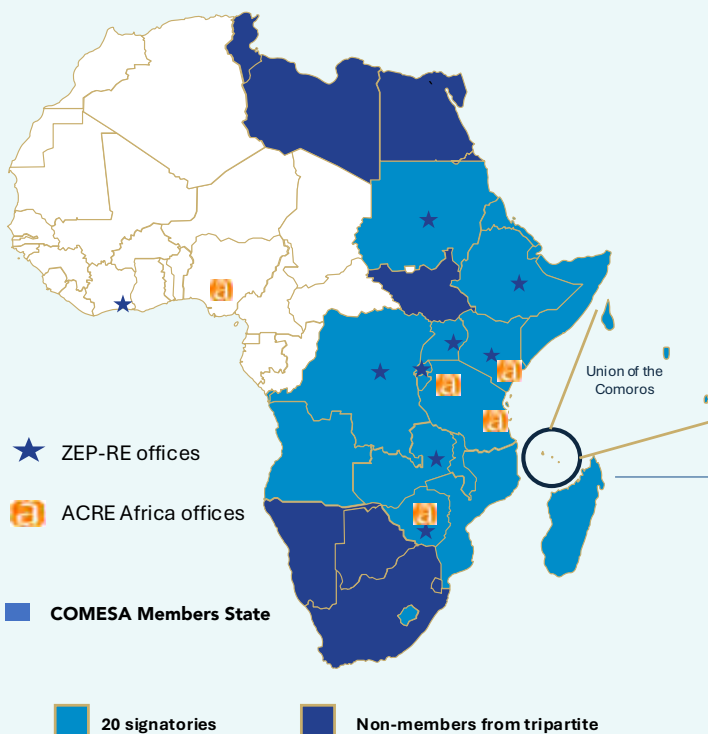 Union of the
Comoros
ZEP-RE offices
a ACRE Africa offices
COMESA Members State
20 signatories
Non-members from tripartite
a
a
a
a
a